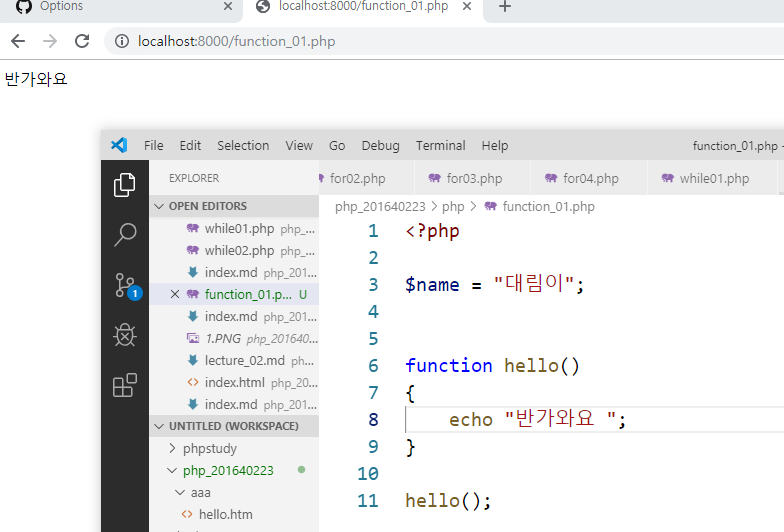 Options
localhost:8000/function_01.php
localhost:8000/function_01.php
반가와요
File Edit Selection View Go Debug Terminal Help
function_01.php -
EXPLORER
for02.php for03.php for04.php while01.php
OPEN EDITORS
php_201640223 > php > function_01.php
while01.php php_...
while02.php php_...
index.md php_201...
function_01.p... U
index.md php_201...
1.PNG php_201640...
lecture_02.md ph...
index.html php_20...
index.md php_201...
UNTITLED (WORKSPACE)
phpstudy
php_201640223
aaa
hello.htm
1
1 <?php
2
3 $name = "대림이";
4
5
6 function hello()
7 {
8 echo "반가와요 ";
9 }
10
11 hello();